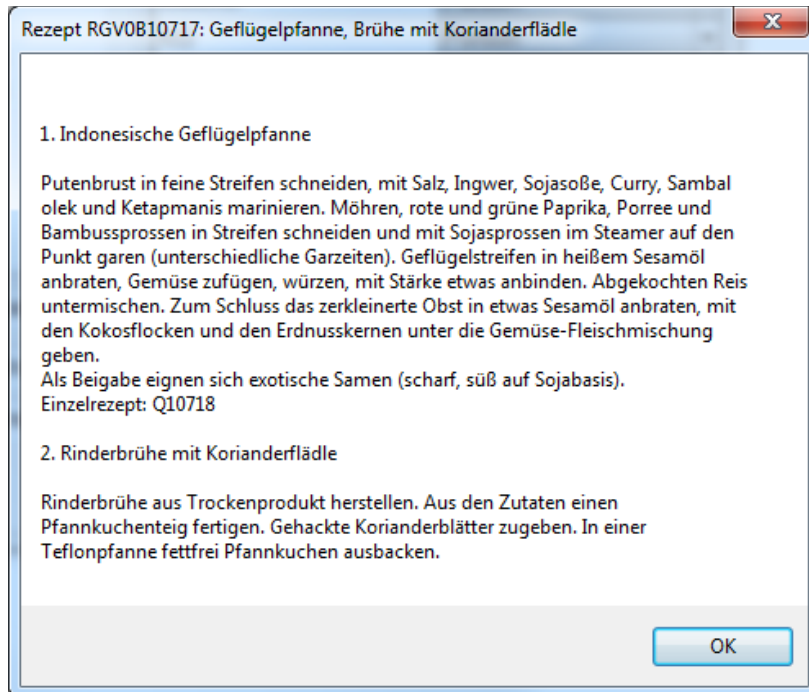 Rezept RGV0B10717: Geflügelpfanne, Brühe mit Korianderflädle
1. Indonesische Geflügelpfanne
Putenbrust in feine Streifen schneiden, mit Salz, Ingwer, Sojasoße, Curry, Sambal
olek und Ketapmanis marinieren. Möhren, rote und grüne Paprika, Porree und
Bambussprossen in Streifen schneiden und mit Sojasprossen im Steamer auf den
Punkt garen (unterschiedliche Garzeiten). Geflügelstreifen in heißem Sesamöl
anbraten, Gemüse zufügen, würzen, mit Stärke etwas anbinden. Abgekochten Reis
untermischen. Zum Schluss das zerkleinerte Obst in etwas Sesamöl anbraten, mit
den Kokosflocken und den Erdnusskernen unter die Gemüse-Fleischmischung
geben.
Als Beigabe eignen sich exotische Samen (scharf, süß auf Sojabasis).
Einzelrezept: Q10718
2. Rinderbrühe mit Korianderflädle
Rinderbrühe aus Trockenprodukt herstellen. Aus den Zutaten einen
Pfannkuchenteig fertigen. Gehackte Korianderblätter zugeben. In einer
Teflonpfanne fettfrei Pfannkuchen ausbacken.
OK